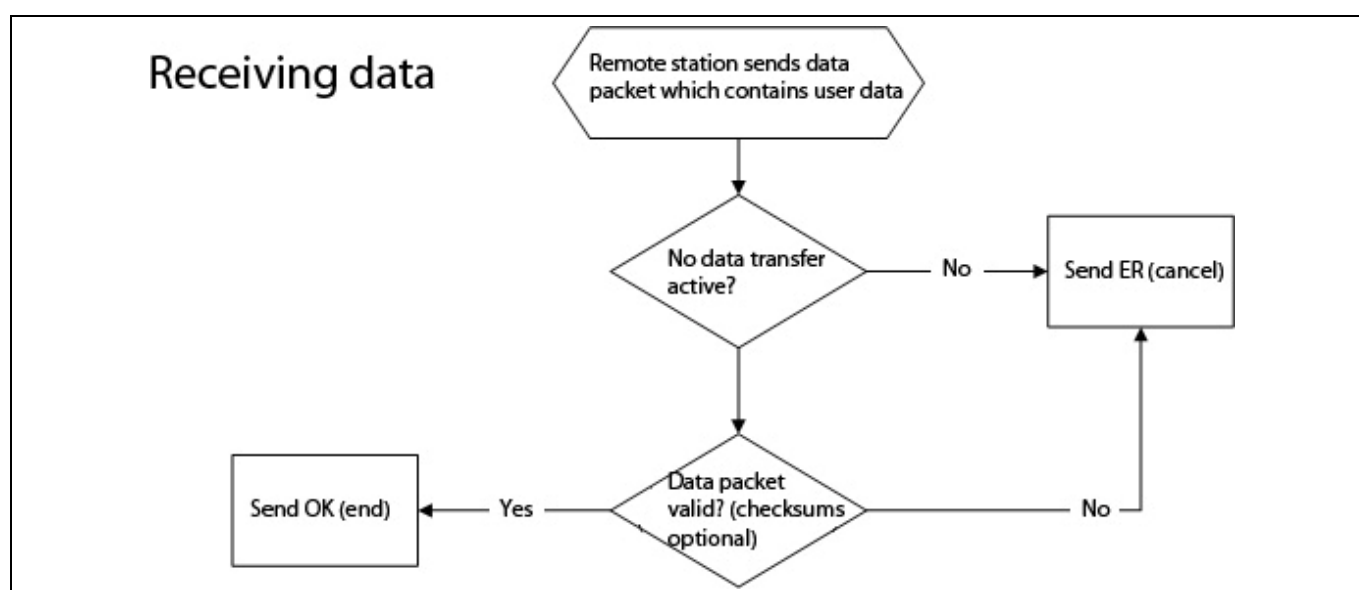 Receiving data
Remote station sends data
packet which contains user data
No data transfer
active?
No
Send ER (cancel)
Send OK (end)
Yes
Data packet
valid? (checksums
optional)
No